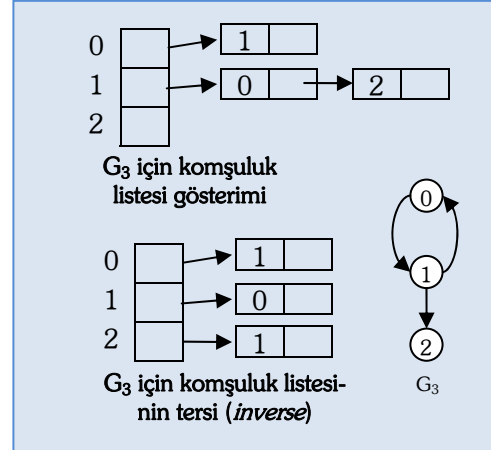 0 1
1 0 2
2
G₃ için komşuluk
listesi gösterimi
0
1
2
G₃
0 1
1 0
2 1
G₃ için komşuluk listesi-
nin tersi (inverse)